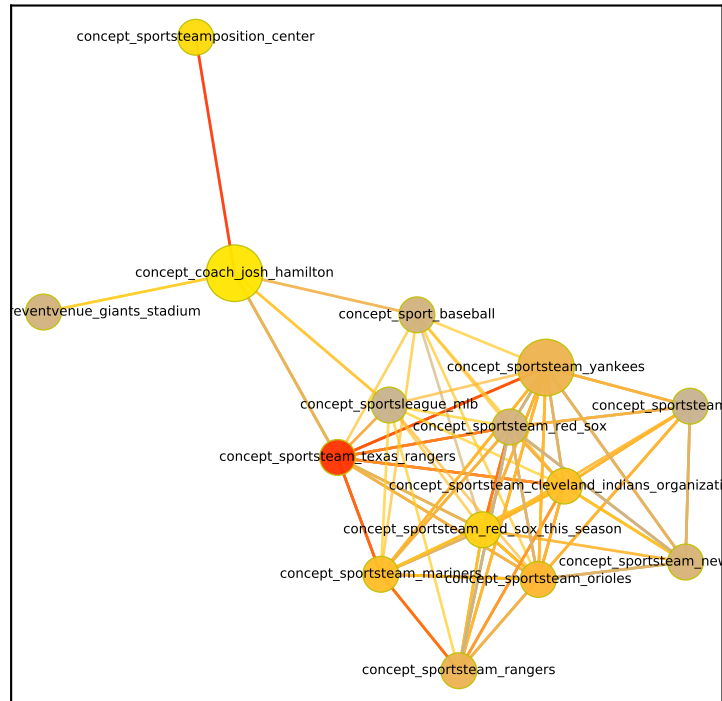 concept_sportsteamposition_center
concept_coach_josh_hamilton
reventvenue_giants_stadium
concept_sport_baseball
concept_sportsteam_yankees
concept_sportsleague_mlb
concept_sportsteam
concept_sportsteam_red_sox
concept_sportsteam_texas_rangers
concept_sportsteam_cleveland_indians_organizati
concept_sportsteam_red_sox_this_season
concept_sportsteam_new
concept_sportsteam_mariners
concept_sportsteam_orioles
concept_sportsteam_rangers